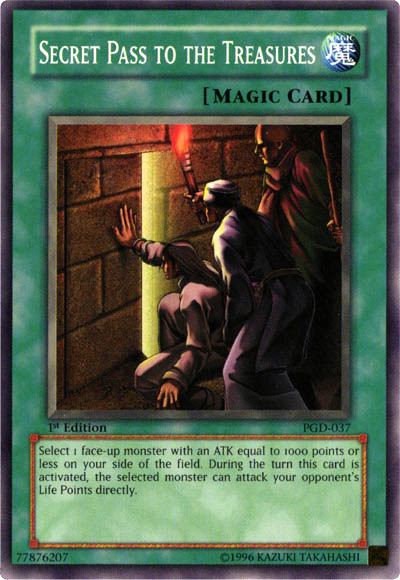 SECRET PASS TO THE TREASURES
MAGIC
魔
[MAGIC CARD]
1st Edition
PGD-037
Select 1 face-up monster with an ATK equal to 1000 points or
less on your side of the field. During the turn this card is
activated, the selected monster can attack your opponent's
Life Points directly.
77876207
©1996 KAZUKI TAKAHASHI